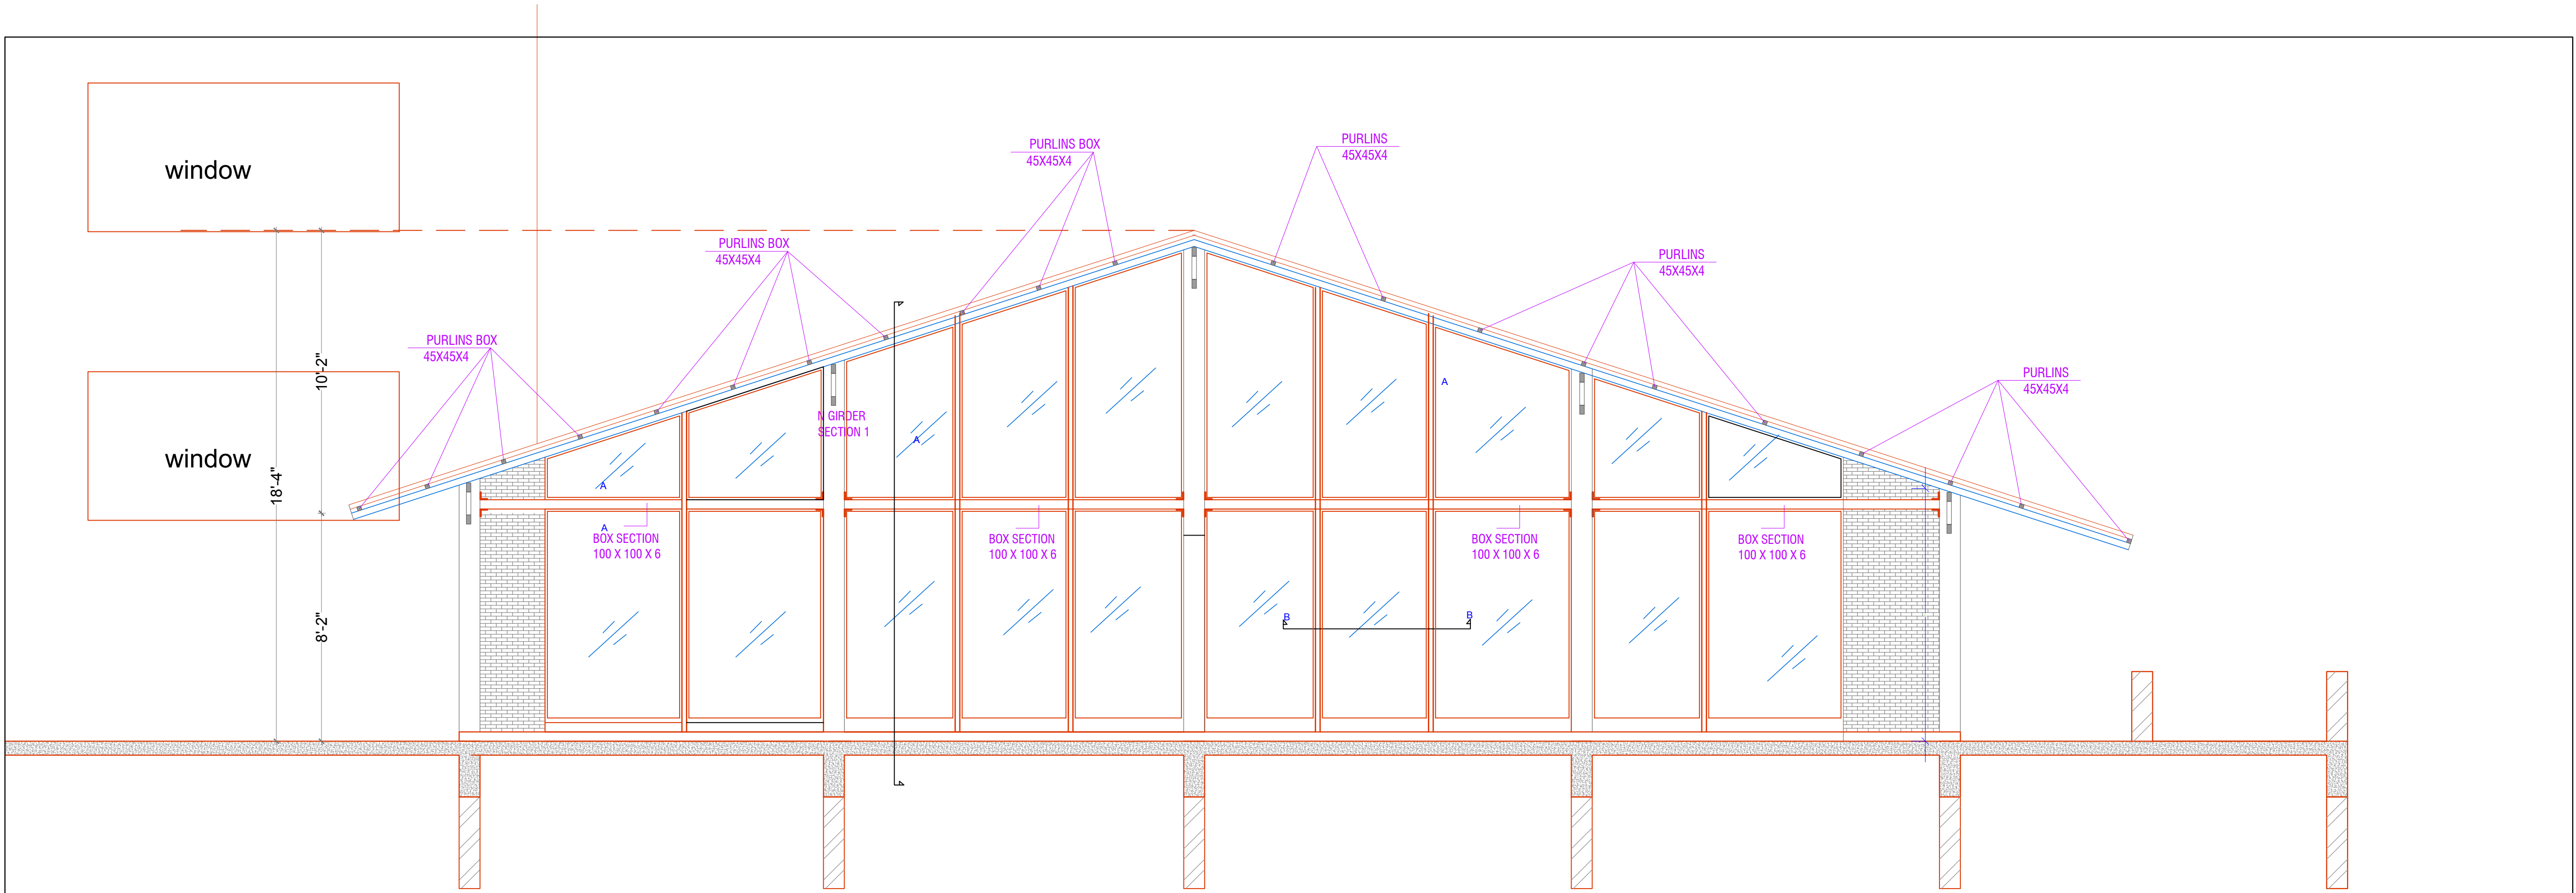 window
PURLINS BOX
45X45X4
PURLINS
45X45X4
PURLINS BOX
45X45X4
PURLINS
45X45X4
PURLINS BOX
45X45X4
10'-2"
PURLINS
45X45X4
A
N GIRDER
SECTION 1
A
window
18'-4"
A
A
BOX SECTION
100 X 100 X 6
BOX SECTION
100 X 100 X 6
BOX SECTION
100 X 100 X 6
BOX SECTION
100 X 100 X 6
8'-2"
B
B